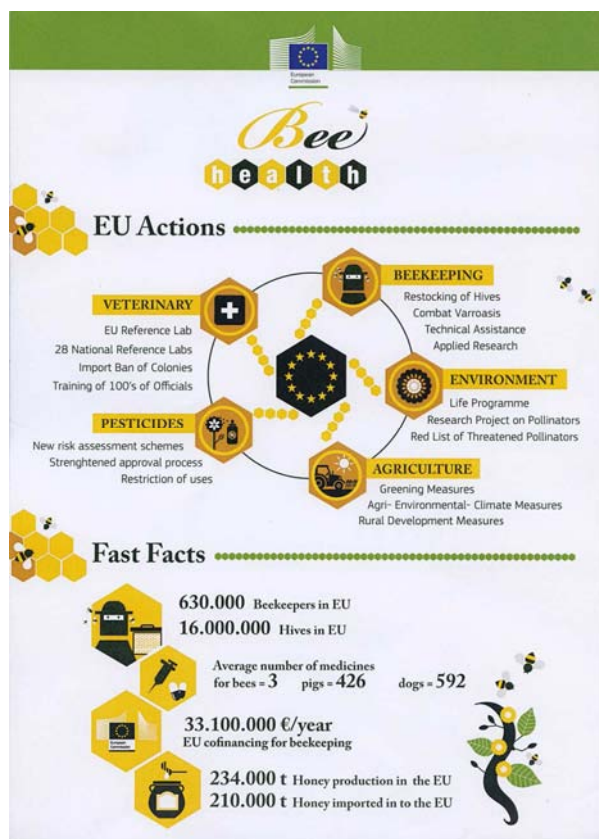 European
Commission
Bee
health
EU Actions
BEEKEEPING
Restocking of Hives
Combat Varroasis
Technical Assistance
Applied Research
VETERINARY
EU Reference Lab
28 National Reference Labs
Import Ban of Colonies
Training of 100's of Officials
ENVIRONMENT
Life Programme
Research Project on Pollinators
Red List of Threatened Pollinators
PESTICIDES
New risk assessment schemes
Strenghtened approval process
Restriction of uses
AGRICULTURE
Greening Measures
Agri- Environmental- Climate Measures
Rural Development Measures
Fast Facts
630.000 Beekeepers in EU
16.000.000 Hives in EU
Average number of medicines
for bees = 3 pigs = 426 dogs = 592
European
Commission
33.100.000 €/year
EU cofinancing for beekeeping
234.000 t Honey production in the EU
210.000 t Honey imported in to the EU